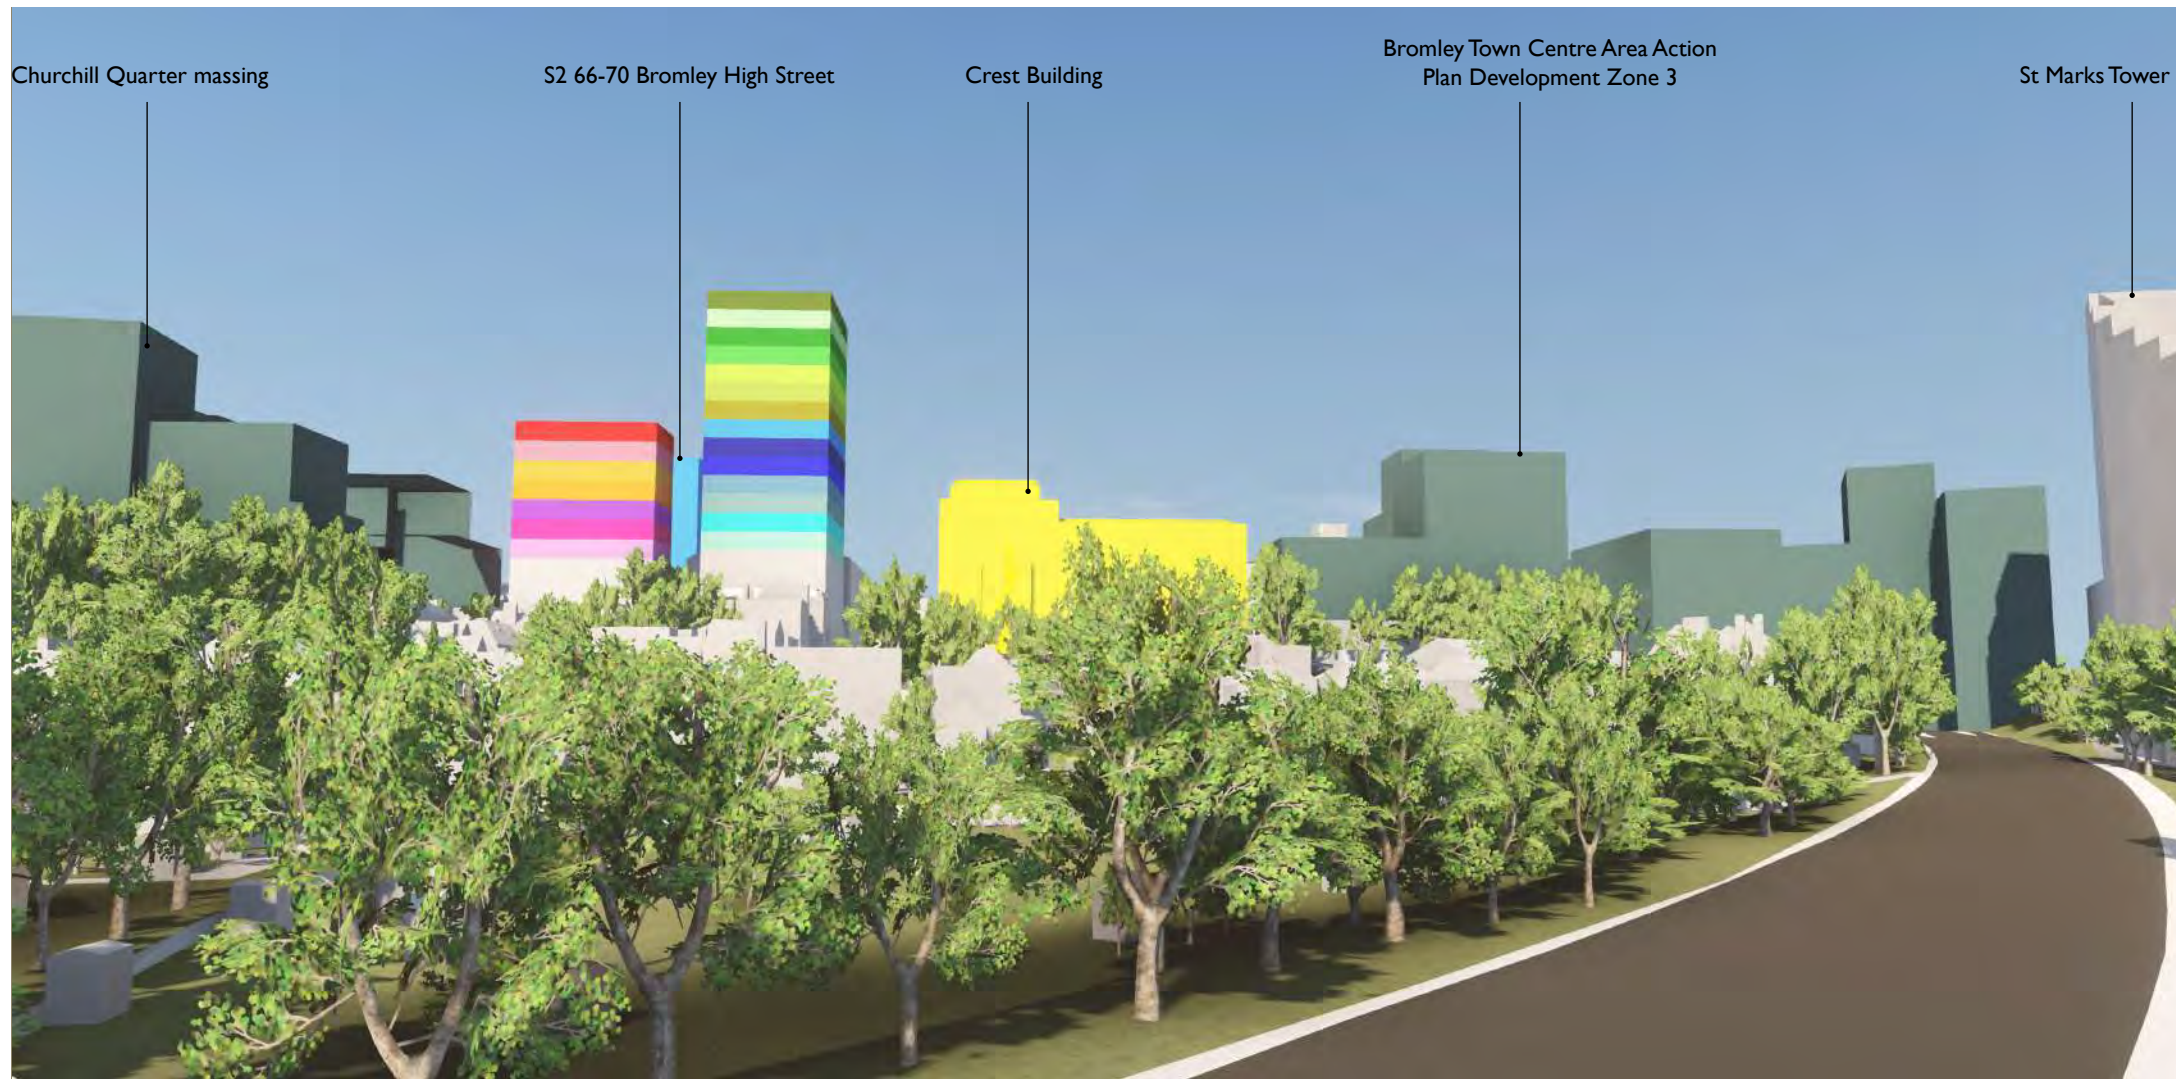 Churchill Quarter massing
S2 66-70 Bromley High Street
Crest Building
Bromley Town Centre Area Action
Plan Development Zone 3
St Marks Tower